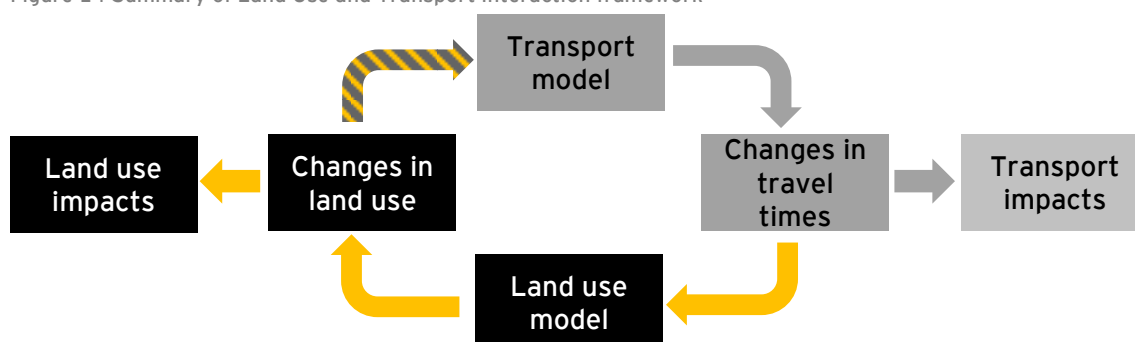 Transport
model
Land use
impacts
Changes in
land use
Changes in
travel
times
Transport
impacts
Land use
model